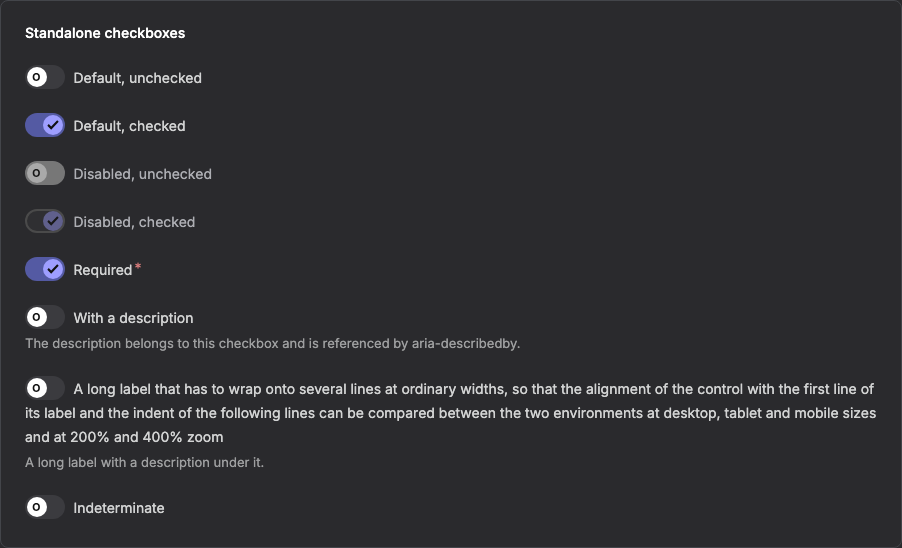 Standalone checkboxes
Default, unchecked
Default, checked
Disabled, unchecked
Disabled, checked
Required*
With a description
The description belongs to this checkbox and is referenced by aria-describedby.
A long label that has to wrap onto several lines at ordinary widths, so that the alignment of the control with the first line of
its label and the indent of the following lines can be compared between the two environments at desktop, tablet and mobile sizes
and at 200% and 400% zoom
A long label with a description under it.
Indeterminate